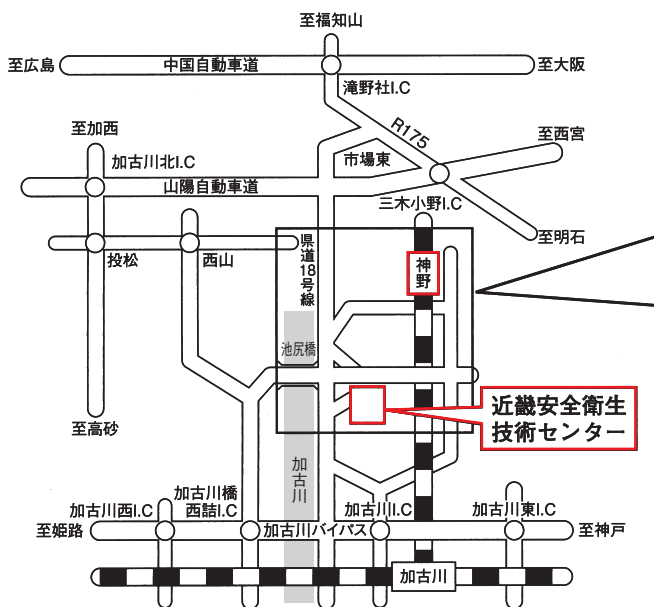 至福知山
至広島
中国自動車道
至大阪
滝野社I.C
R175
至加西
至西宮
加古川北I.C
市場東
山陽自動車道
三木小野I.C
至明石
投松
西山
県道18号線
神野
池尻橋
近畿安全衛生
技術センター
至高砂
加古川
加古川橋
西詰I.C
加古川西I.C
加古川I.C
加古川東I.C
至姫路
加古川バイパス
至神戸
加古川